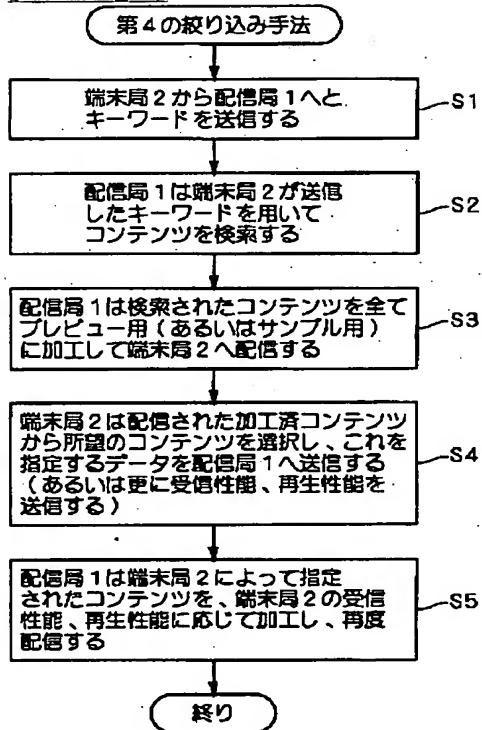 第4の絞り込み手法
端末局2から配信局1へと
キーワードを送信する
S1
配信局1は端末局2が送信
したキーワードを用いて
コンテンツを検索する
S2
配信局1は検索されたコンテンツを全て
プレビュー用(あるいはサンプル用)
に加工して端末局2へ配信する
S3
端末局2は配信された加工済コンテンツ
から所望のコンテンツを選択し、これを
指定するデータを配信局1へ送信する
(あるいは更に受信性能、再生性能を
送信する)
S4
配信局1は端末局2によって指定
されたコンテンツを、端末局2の受信
性能、再生性能に応じて加工し、再度
配信する
S5
終り